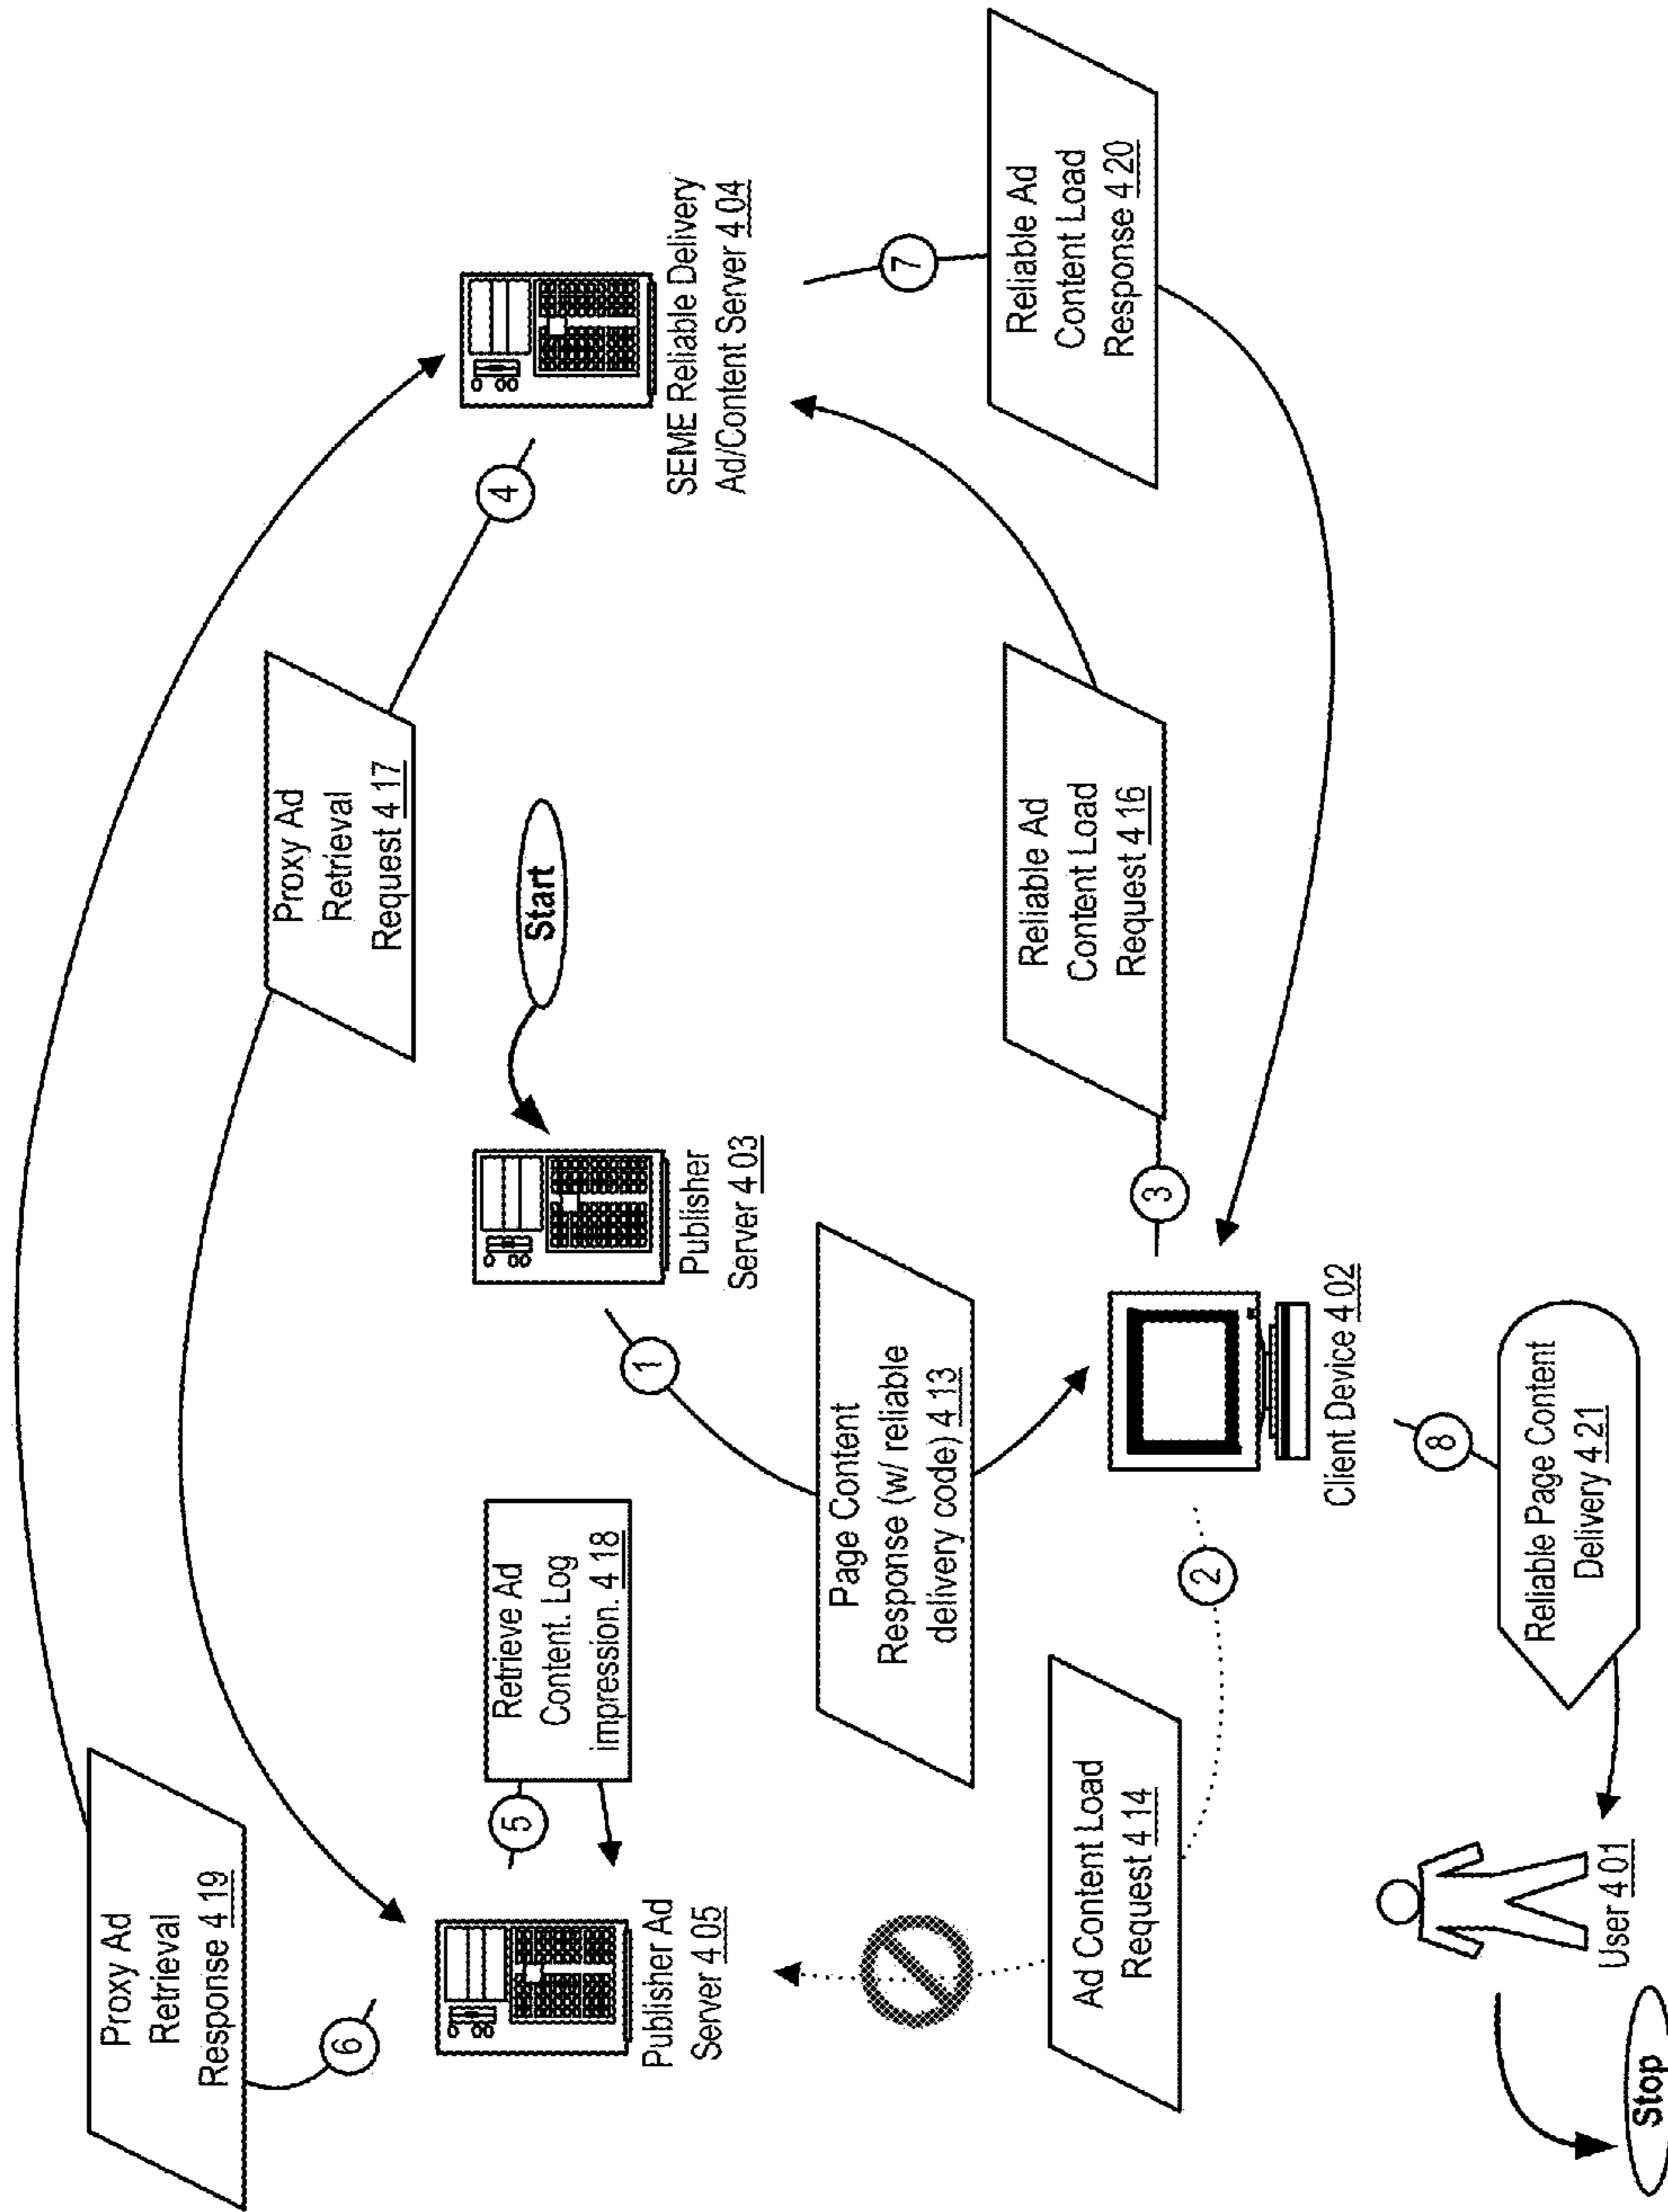 Proxy Ad
Retrieval
Response 419
6
Publisher Ad
Server 405
5
Retrieve Ad
Content. Log
impression. 418
Proxy Ad
Retrieval
Request 417
4
SEME Reliable Delivery
Ad/Content Server 404
Start
Publisher
Server 403
1
Page Content
Response (w/ reliable
delivery code) 413
Ad Content Load
Request 414
2
Client Device 402
3
Reliable Ad
Content Load
Request 416
7
Reliable Ad
Content Load
Response 420
8
Reliable Page Content
Delivery 421
User 401
Stop